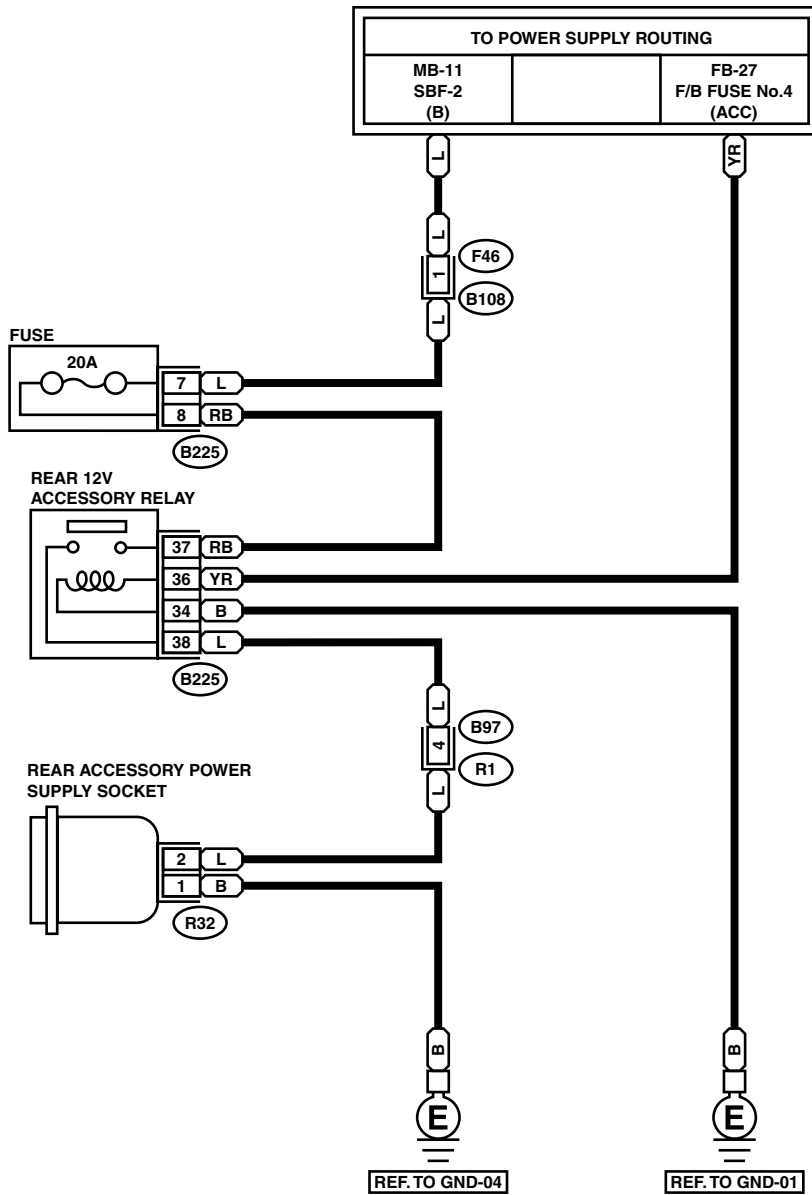 TO POWER SUPPLY ROUTING
MB-11
SBF-2
(B)
FB-27
F/B FUSE No.4
(ACC)
L
YR
L
1
F46
B108
L
FUSE
20A
7 L
8 RB
B225
REAR 12V
ACCESSORY RELAY
37 RB
36 YR
34 B
38 L
B225
L
4
B97
R1
L
REAR ACCESSORY POWER
SUPPLY SOCKET
2 L
1 B
R32
B
B
E
E
REF. TO GND-04
REF. TO GND-01